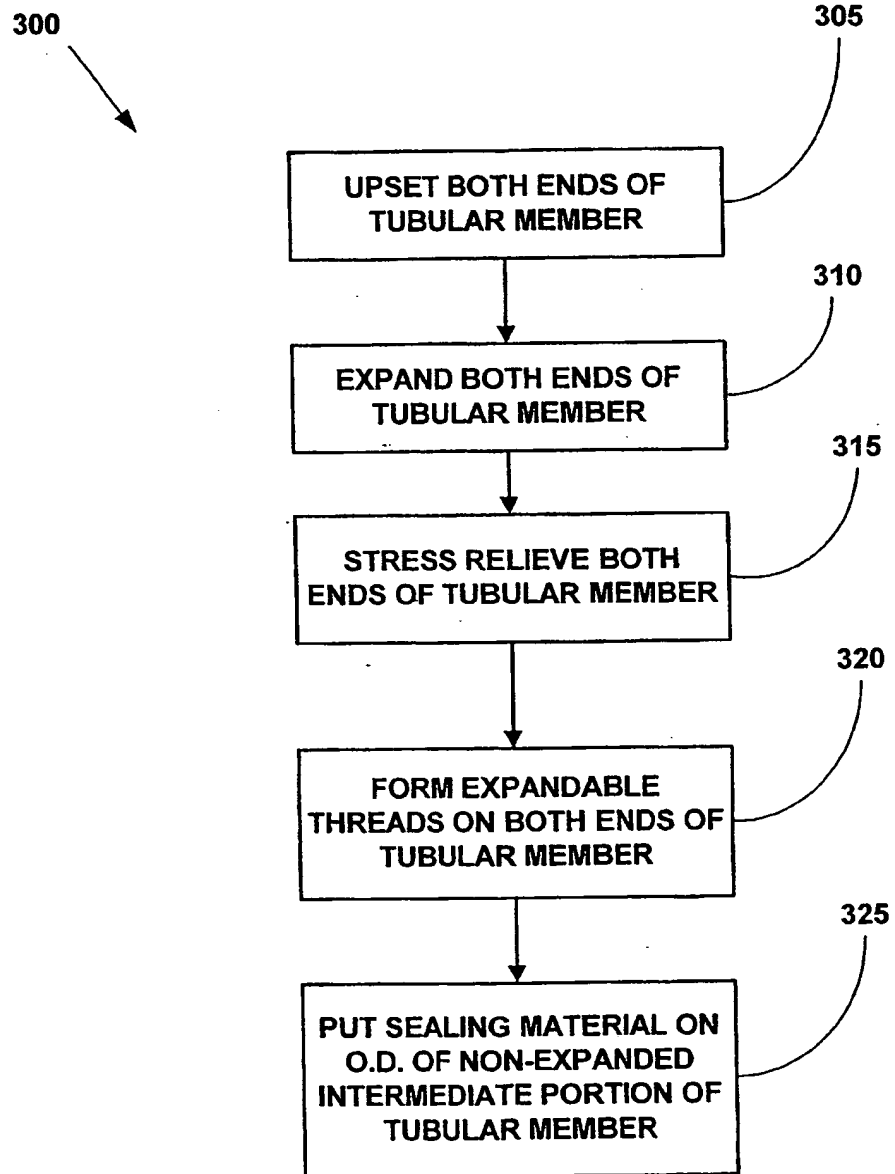 300
305
UPSET BOTH ENDS OF
TUBULAR MEMBER
310
EXPAND BOTH ENDS OF
TUBULAR MEMBER
315
STRESS RELIEVE BOTH
ENDS OF TUBULAR MEMBER
320
FORM EXPANDABLE
THREADS ON BOTH ENDS OF
TUBULAR MEMBER
325
PUT SEALING MATERIAL ON
O.D. OF NON-EXPANDED
INTERMEDIATE PORTION OF
TUBULAR MEMBER